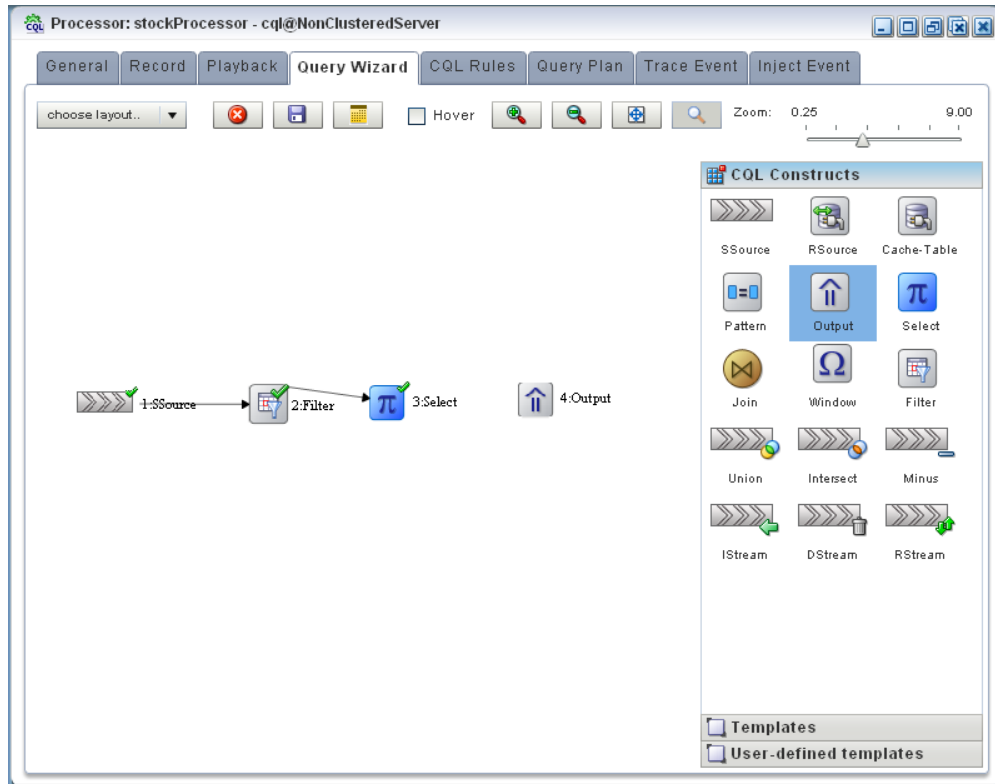 Processor: stockProcessor - cql@NonClusteredServer
General Record Playback Query Wizard CQL Rules Query Plan Trace Event Inject Event
choose layout.. Hover Zoom: 0.25 9.00
CQL Constructs
SSource RSource Cache-Table
Pattern Output Select
Join Window Filter
Union Intersect Minus
IStream DStream RStream
1:SSource 2:Filter 3:Select 4:Output
Templates
User-defined templates